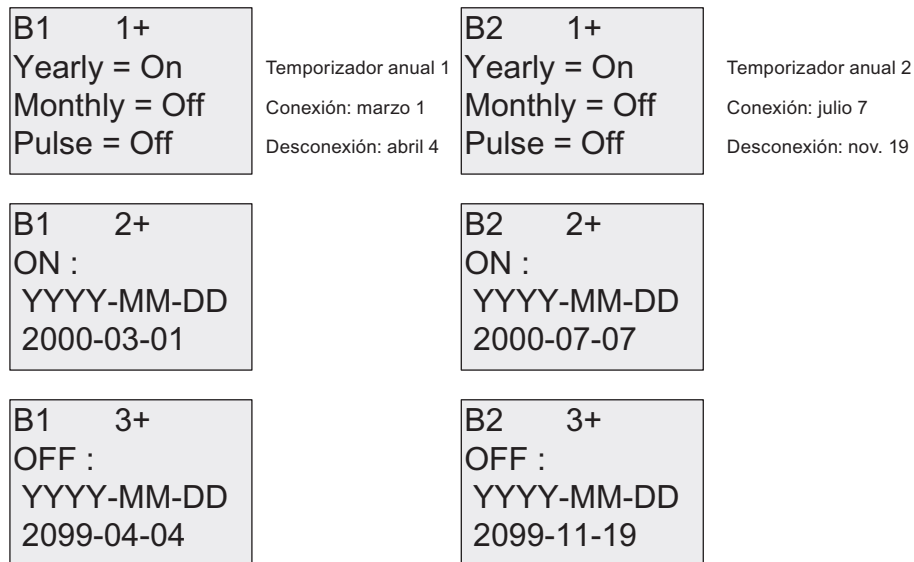 B1 1+
Yearly = On
Monthly = Off
Pulse = Off
Temporizador anual 1
Conexión: marzo 1
Desconexión: abril 4
B2 1+
Yearly = On
Monthly = Off
Pulse = Off
Temporizador anual 2
Conexión: julio 7
Desconexión: nov. 19
B1 2+
ON :
YYYY-MM-DD
2000-03-01
B2 2+
ON :
YYYY-MM-DD
2000-07-07
B1 3+
OFF :
YYYY-MM-DD
2099-04-04
B2 3+
OFF :
YYYY-MM-DD
2099-11-19